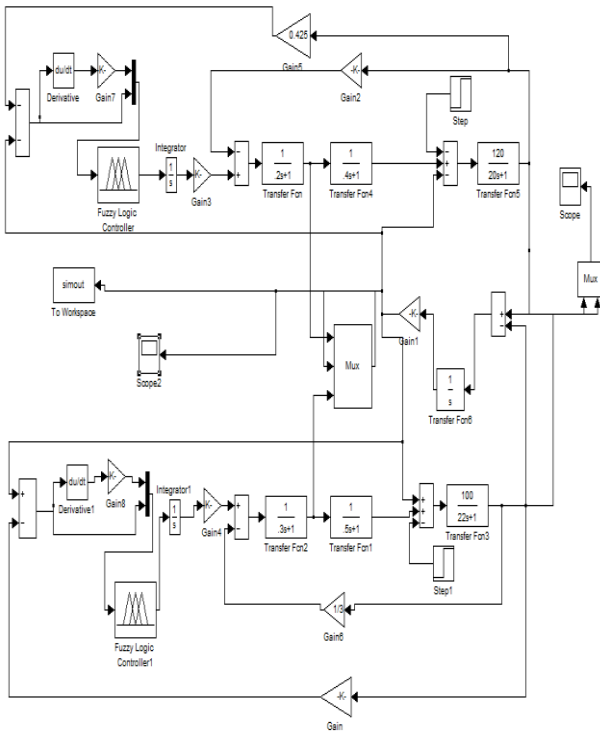 0.425
Gain5
du/dt
Derivative
-K-
Gain7
-K-
Gain2
Step
Integrator
1
s
-K-
Gain3
Fuzzy Logic
Controller
1
.2s+1
Transfer Fcn
1
.4s+1
Transfer Fcn4
120
20s+1
Transfer Fcn5
Scope
Mux
simout
To Workspace
Scope2
Mux
-K-
Gain1
1
s
Transfer Fcn6
du/dt
Derivative1
-K-
Gain8
Integrator1
1
s
-K-
Gain4
1
.3s+1
Transfer Fcn2
1
.5s+1
Transfer Fcn1
100
22s+1
Transfer Fcn3
Step1
Fuzzy Logic
Controller1
1/3
Gain6
-K-
Gain